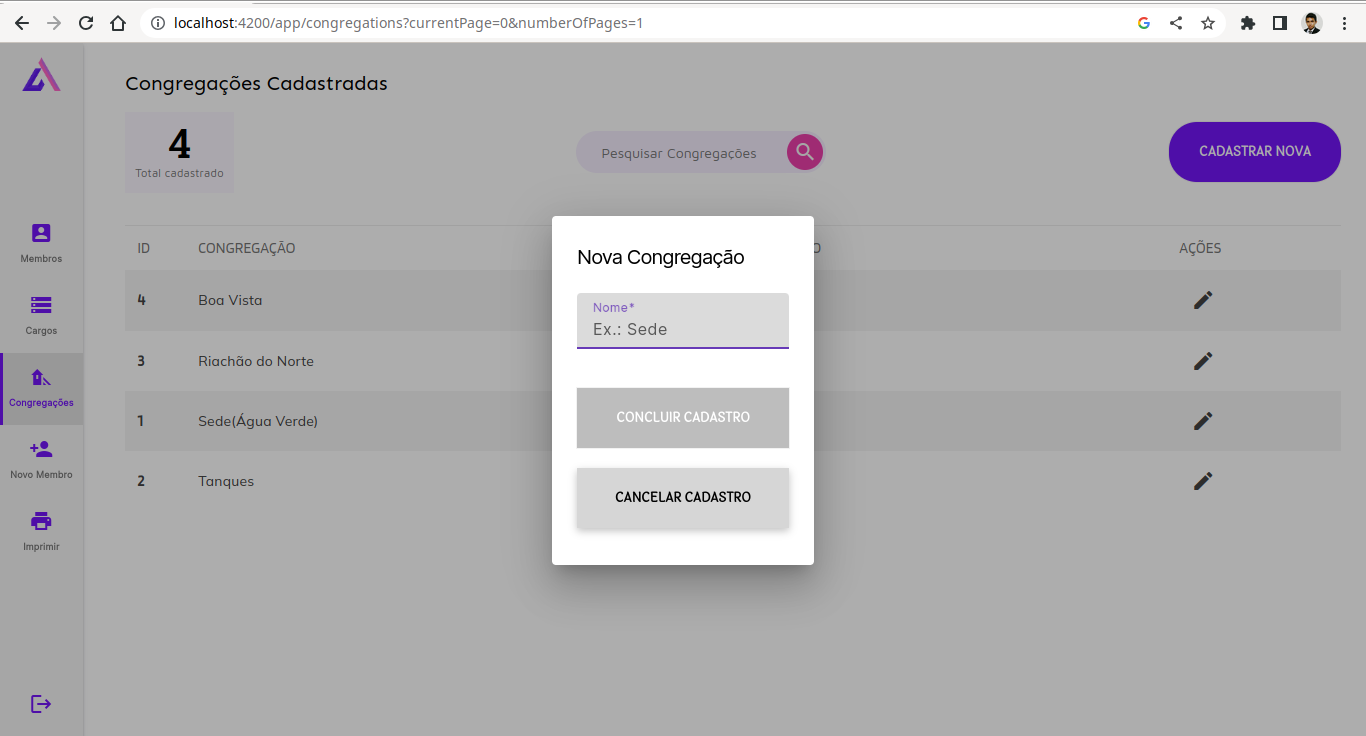 localhost:4200/app/congregations?currentPage=0&numberOfPages=1
Congregações Cadastradas
4
Total cadastrado
Pesquisar Congregações
CADASTRAR NOVA
Membros
Cargos
Congregações
Novo Membro
Imprimir
ID CONGREGAÇÃO AÇÕES
4 Boa Vista
3 Riachão do Norte
1 Sede(Água Verde)
2 Tanques
Nova Congregação
Nome*
Ex.: Sede
CONCLUIR CADASTRO
CANCELAR CADASTRO